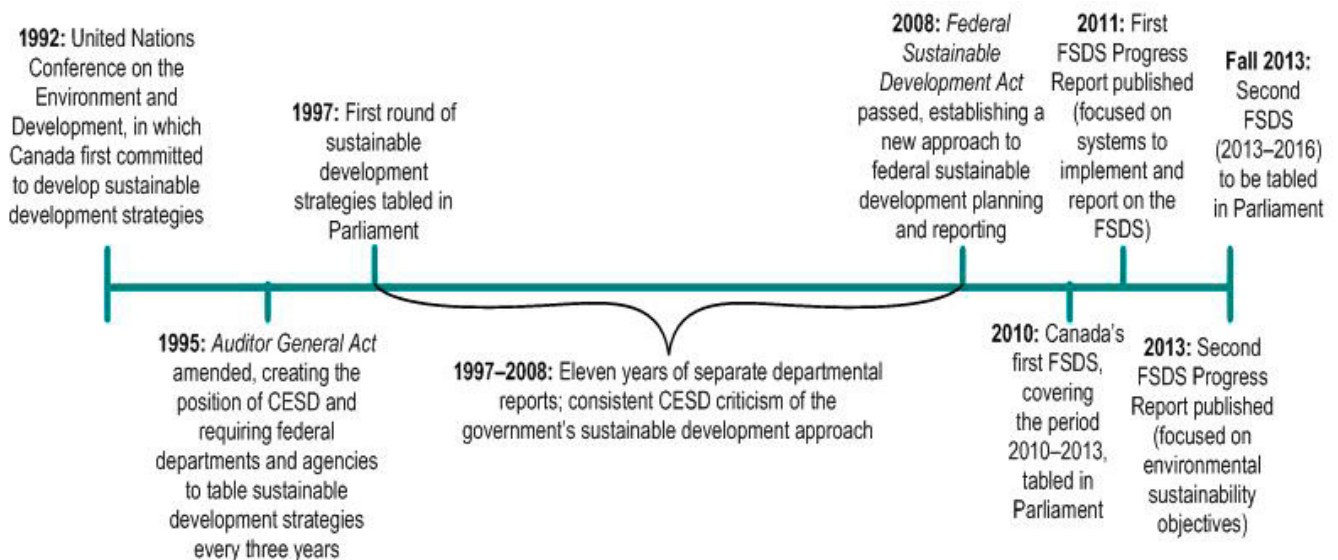 1992: United Nations
Conference on the
Environment and
Development, in which
Canada first committed
to develop sustainable
development strategies
1995: Auditor General Act
amended, creating the
position of CESD and
requiring federal
departments and agencies
to table sustainable
development strategies
every three years
1997: First round of
sustainable
development
strategies tabled in
Parliament
1997–2008: Eleven years of separate departmental
reports; consistent CESD criticism of the
government's sustainable development approach
2008: Federal
Sustainable
Development Act
passed, establishing a
new approach to
federal sustainable
development planning
and reporting
2010: Canada's
first FSDS,
covering
the period
2010–2013,
tabled in
Parliament
2011: First
FSDS Progress
Report published
(focused on
systems to
implement and
report on the
FSDS)
2013: Second
FSDS Progress
Report published
(focused on
environmental
sustainability
objectives)
Fall 2013:
Second
FSDS
(2013–2016)
to be tabled
in Parliament